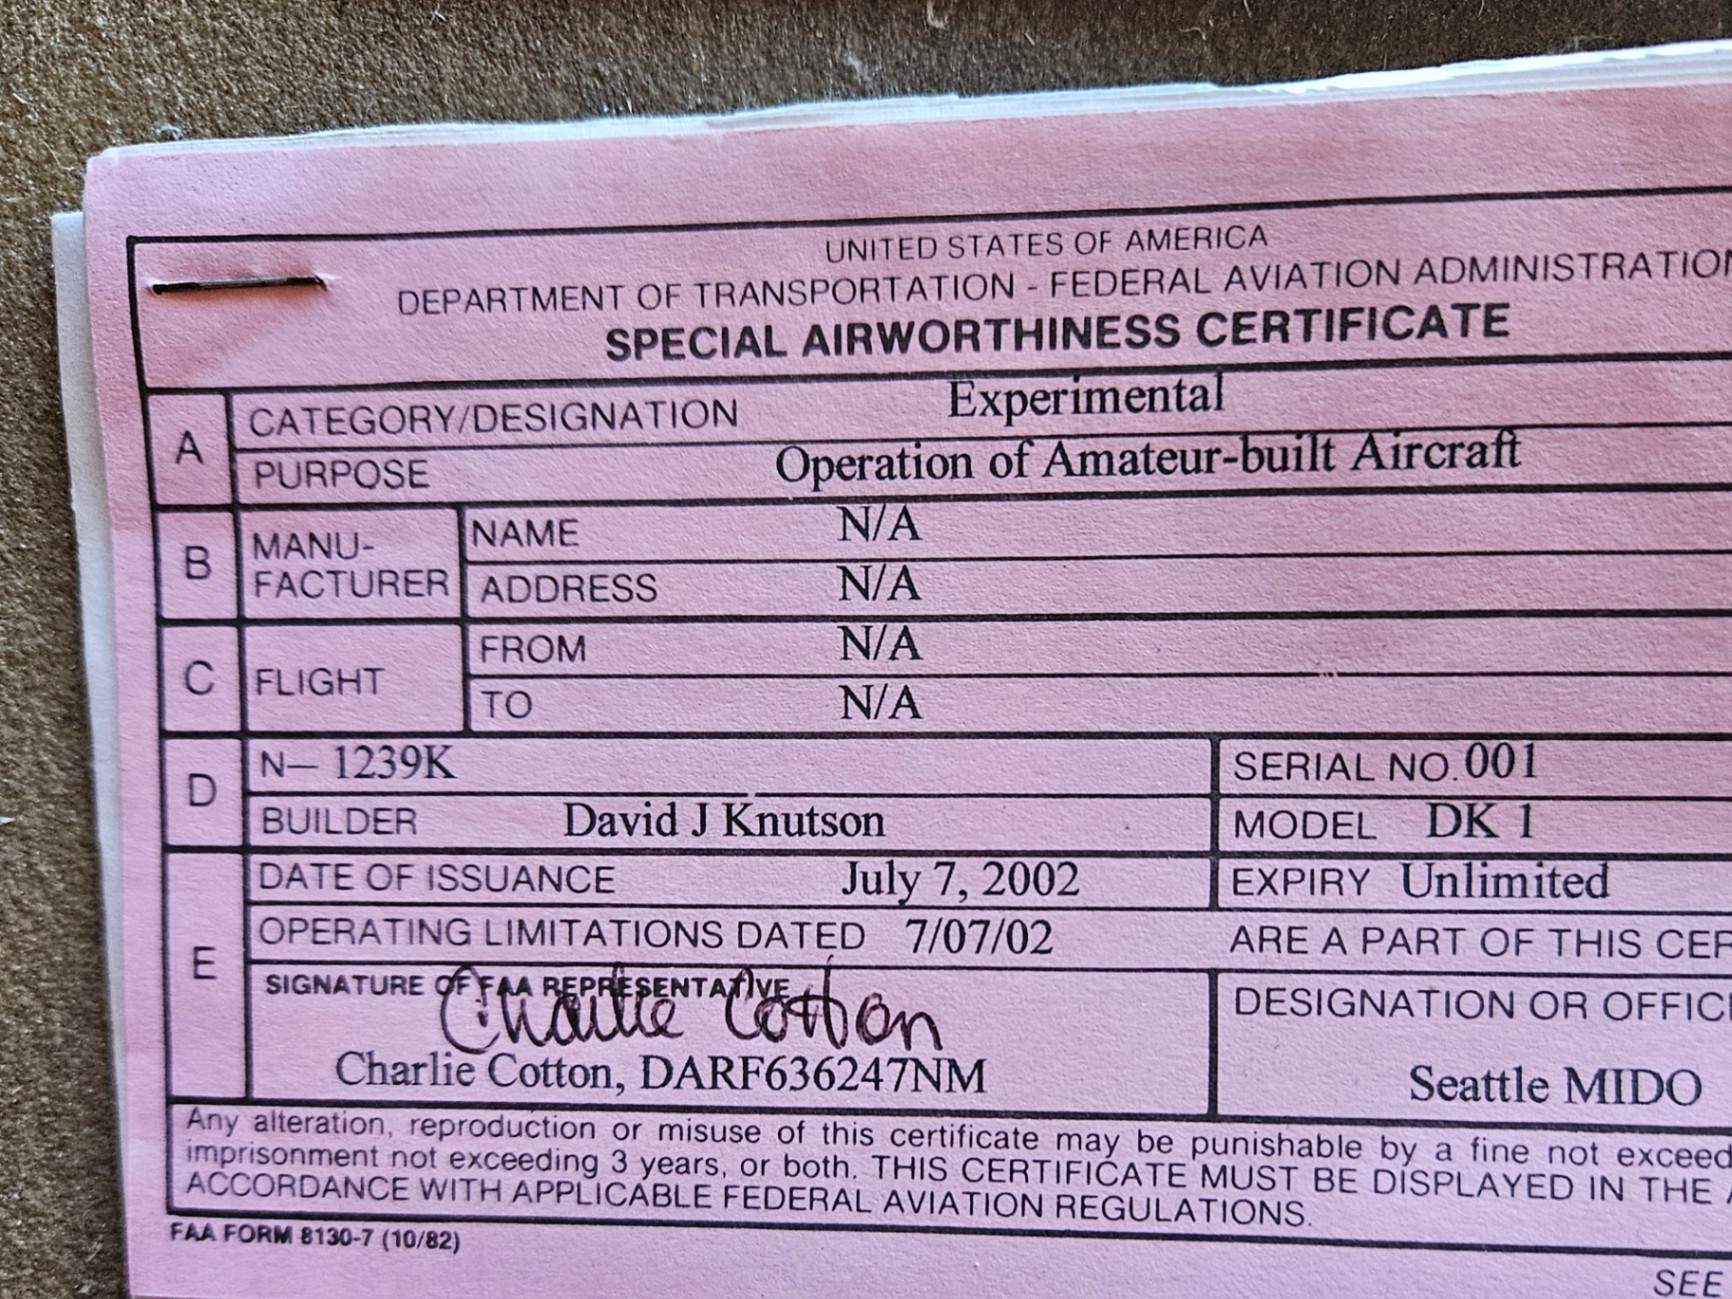 UNITED STATES OF AMERICA
DEPARTMENT OF TRANSPORTATION - FEDERAL AVIATION ADMINISTRATION
SPECIAL AIRWORTHINESS CERTIFICATE
A
CATEGORY/DESIGNATION Experimental
PURPOSE Operation of Amateur-built Aircraft
B
MANU-
FACTURER
NAME N/A
ADDRESS N/A
C
FLIGHT
FROM N/A
TO N/A
D
N— 1239K SERIAL NO. 001
BUILDER David J Knutson MODEL DK 1
E
DATE OF ISSUANCE July 7, 2002 EXPIRY Unlimited
OPERATING LIMITATIONS DATED 7/07/02 ARE A PART OF THIS CER
SIGNATURE OF FAA REPRESENTATIVE DESIGNATION OR OFFIC
Charlie Cotton
Charlie Cotton, DARF636247NM Seattle MIDO
Any alteration, reproduction or misuse of this certificate may be punishable by a fine not exceed
imprisonment not exceeding 3 years, or both. THIS CERTIFICATE MUST BE DISPLAYED IN THE A
ACCORDANCE WITH APPLICABLE FEDERAL AVIATION REGULATIONS.
FAA FORM 8130-7 (10/82)
SEE